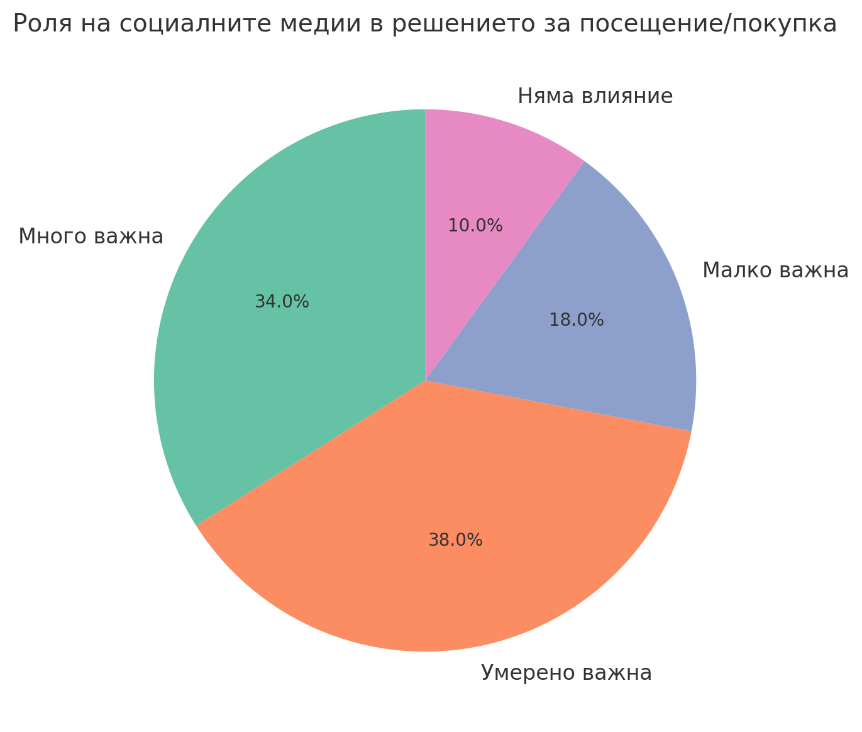 Роля на социалните медии в решението за посещение/покупка
Няма влияние
Много важна
10.0%
Малко важна
34.0%
18.0%
38.0%
Умерено важна